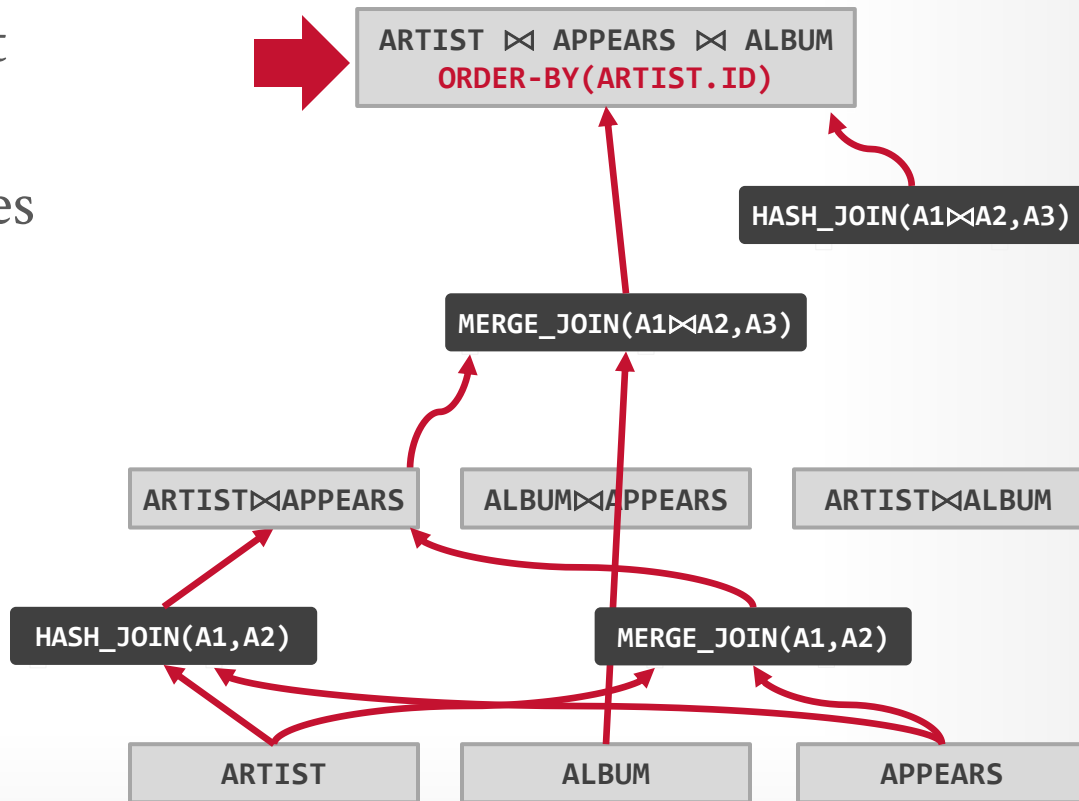 t
ARTIST ⋈ APPEARS ⋈ ALBUM
ORDER-BY(ARTIST.ID)
es
HASH_JOIN(A1⋈A2,A3)
MERGE_JOIN(A1⋈A2,A3)
ARTIST⋈APPEARS
ALBUM⋈APPEARS
ARTIST⋈ALBUM
HASH_JOIN(A1,A2)
MERGE_JOIN(A1,A2)
ARTIST
ALBUM
APPEARS